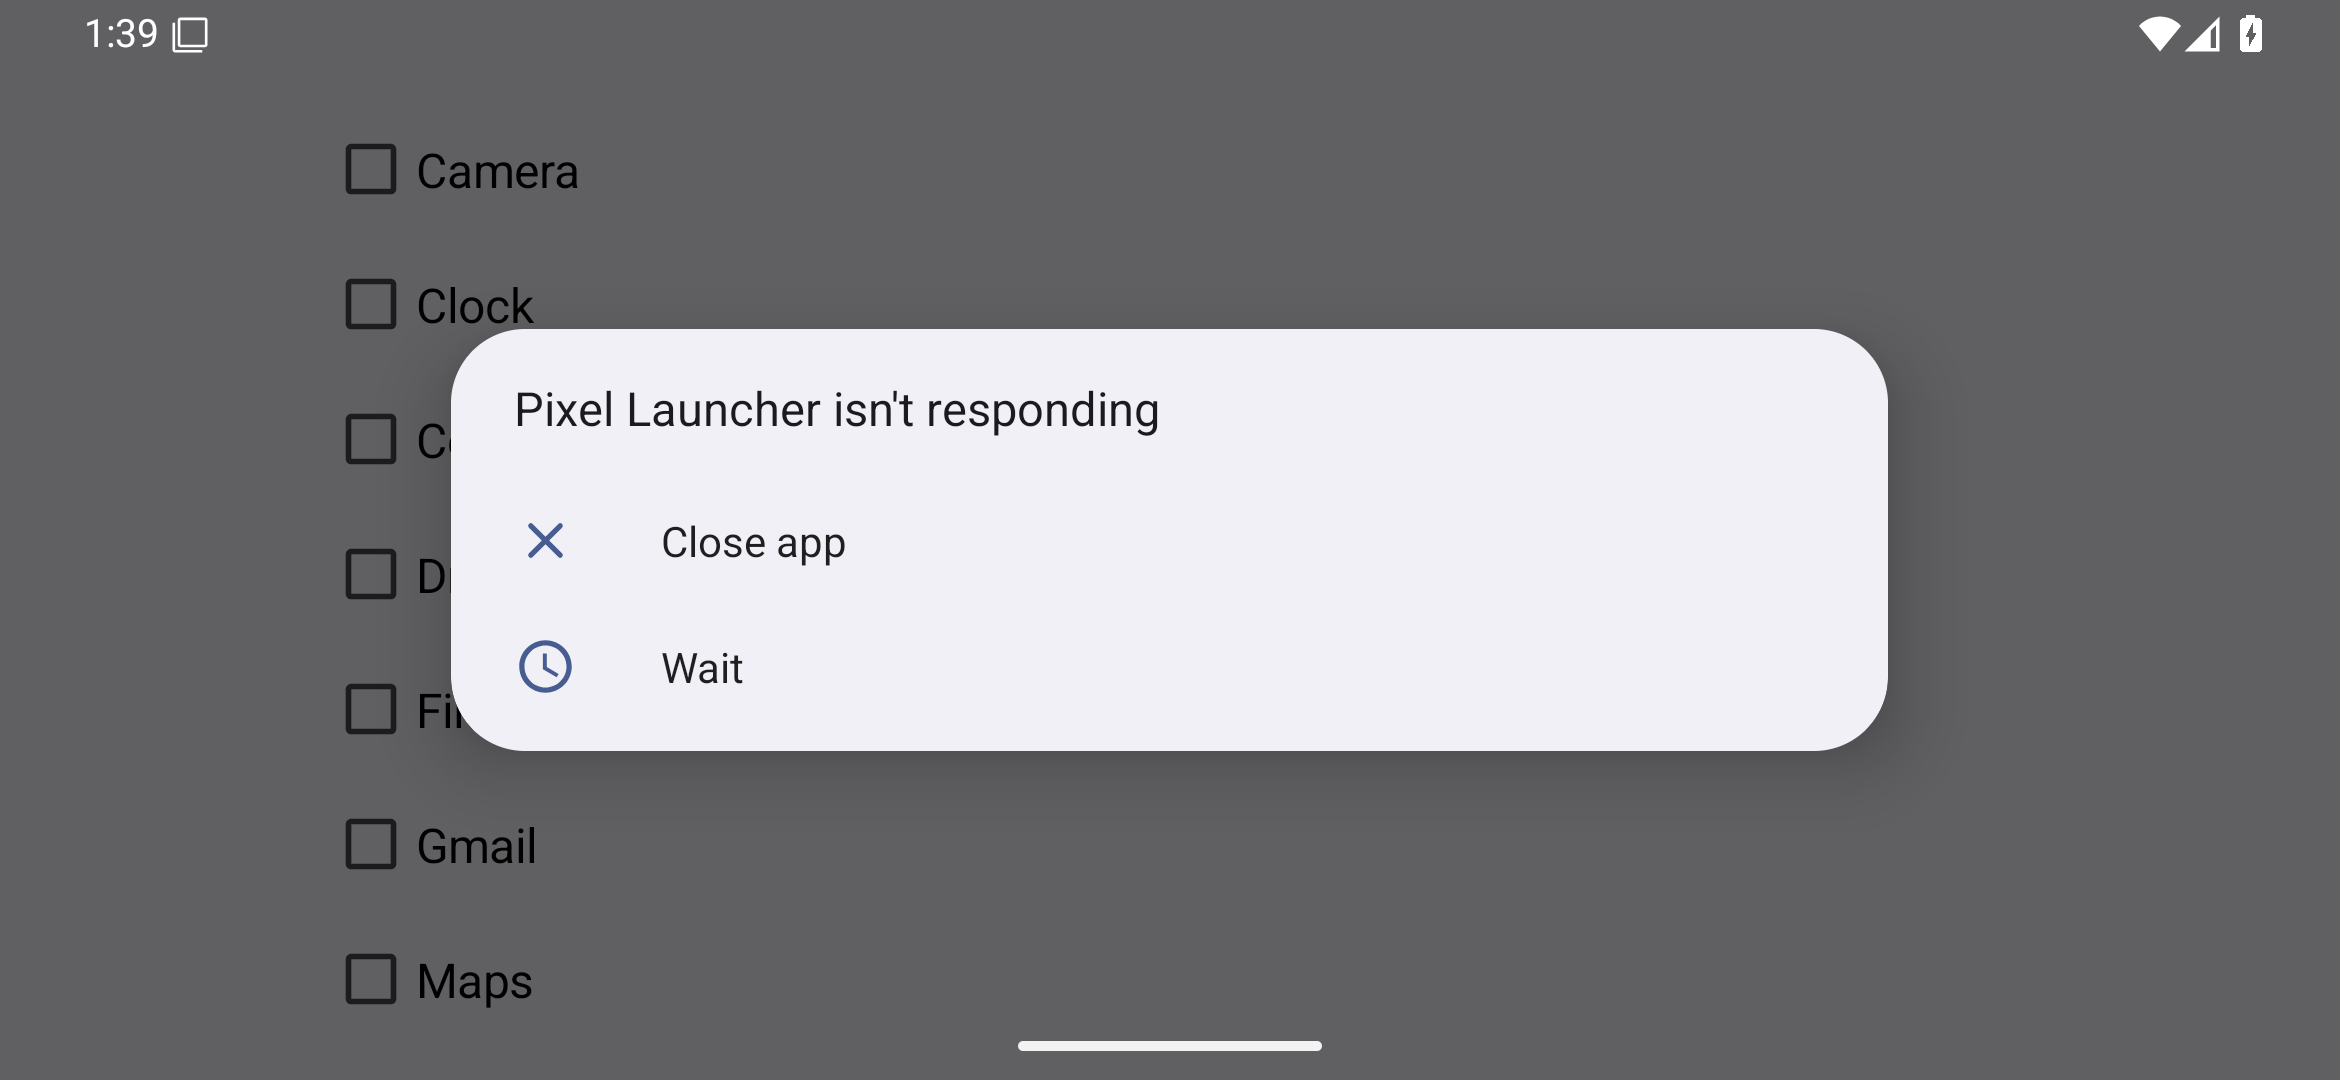 1:39
Camera
Clock
Pixel Launcher isn't responding
Close app
Wait
Gmail
Maps